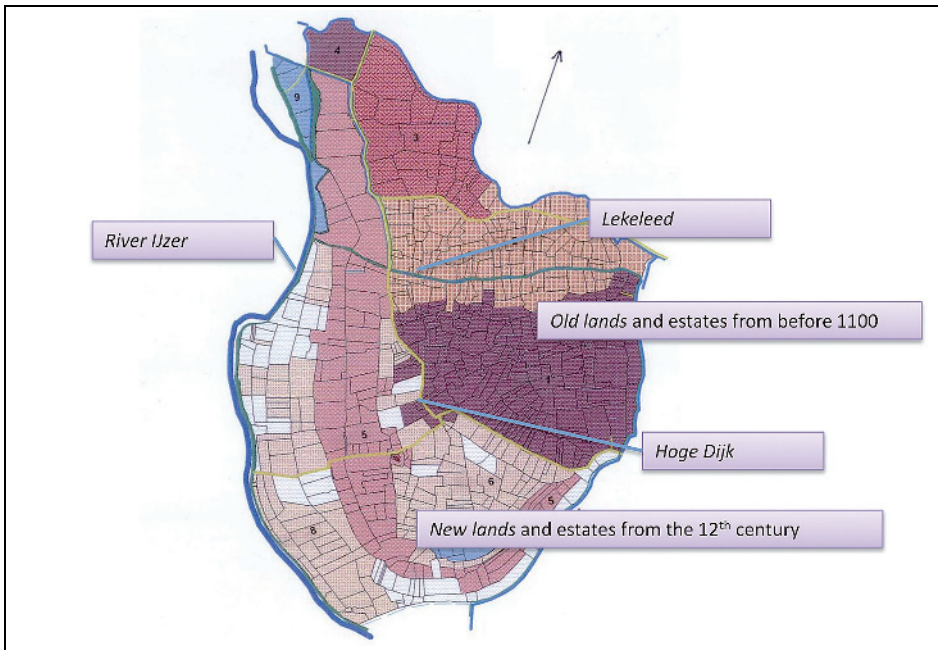 4
9
3
Lekeleed
River IJzer
Old lands and estates from before 1100
1
Hoge Dijk
5
6
5
8
New lands and estates from the 12th century